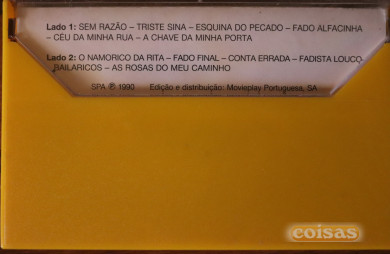 Lado 1: SEM RAZÃO – TRISTE SINA – ESQUINA DO PECADO – FADO ALFACINHA
– CÉU DA MINHA RUA – A CHAVE DA MINHA PORTA
Lado 2: O NAMORICO DA RITA – FADO FINAL – CONTA ERRADA – FADISTA LOUCO
– BAILARICOS – AS ROSAS DO MEU CAMINHO
SPA ℗ 1990 Edição e distribuição: Movieplay Portuguesa, SA
coisas